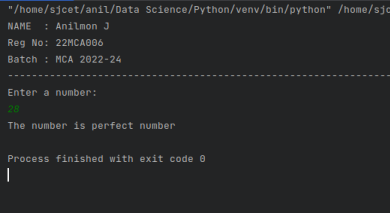 "/home/sjcet/anil/Data Science/Python/venv/bin/python" /home/sjc
NAME  : Anilmon J
Reg No: 22MCA006
Batch : MCA 2022-24
----------------------------------------------------------------
Enter a number:
28
The number is perfect number
Process finished with exit code 0